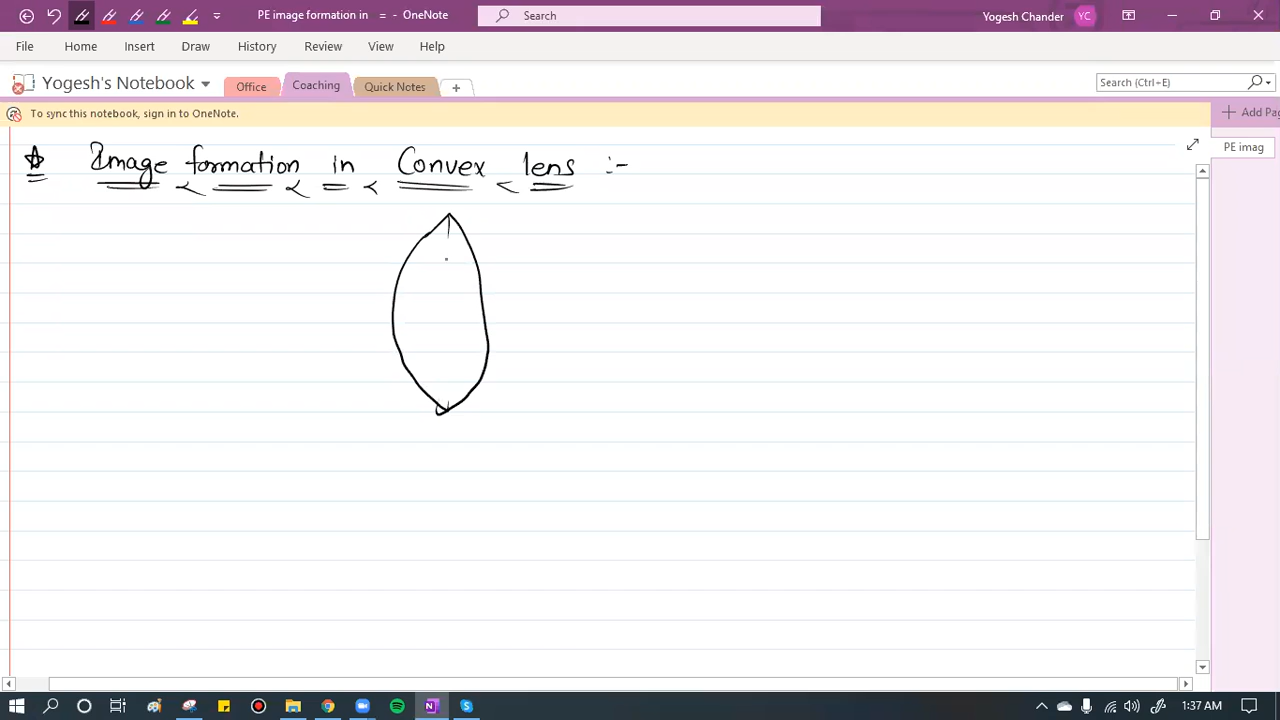 PE image formation in = - OneNote
Search
Yogesh Chander
YC
File Home Insert Draw History Review View Help
Yogesh's Notebook
Office
Coaching
Quick Notes
Search (Ctrl+E)
To sync this notebook, sign in to OneNote.
Add Pag
PE imag
Image formation in Convex lens :-
1:37 AM